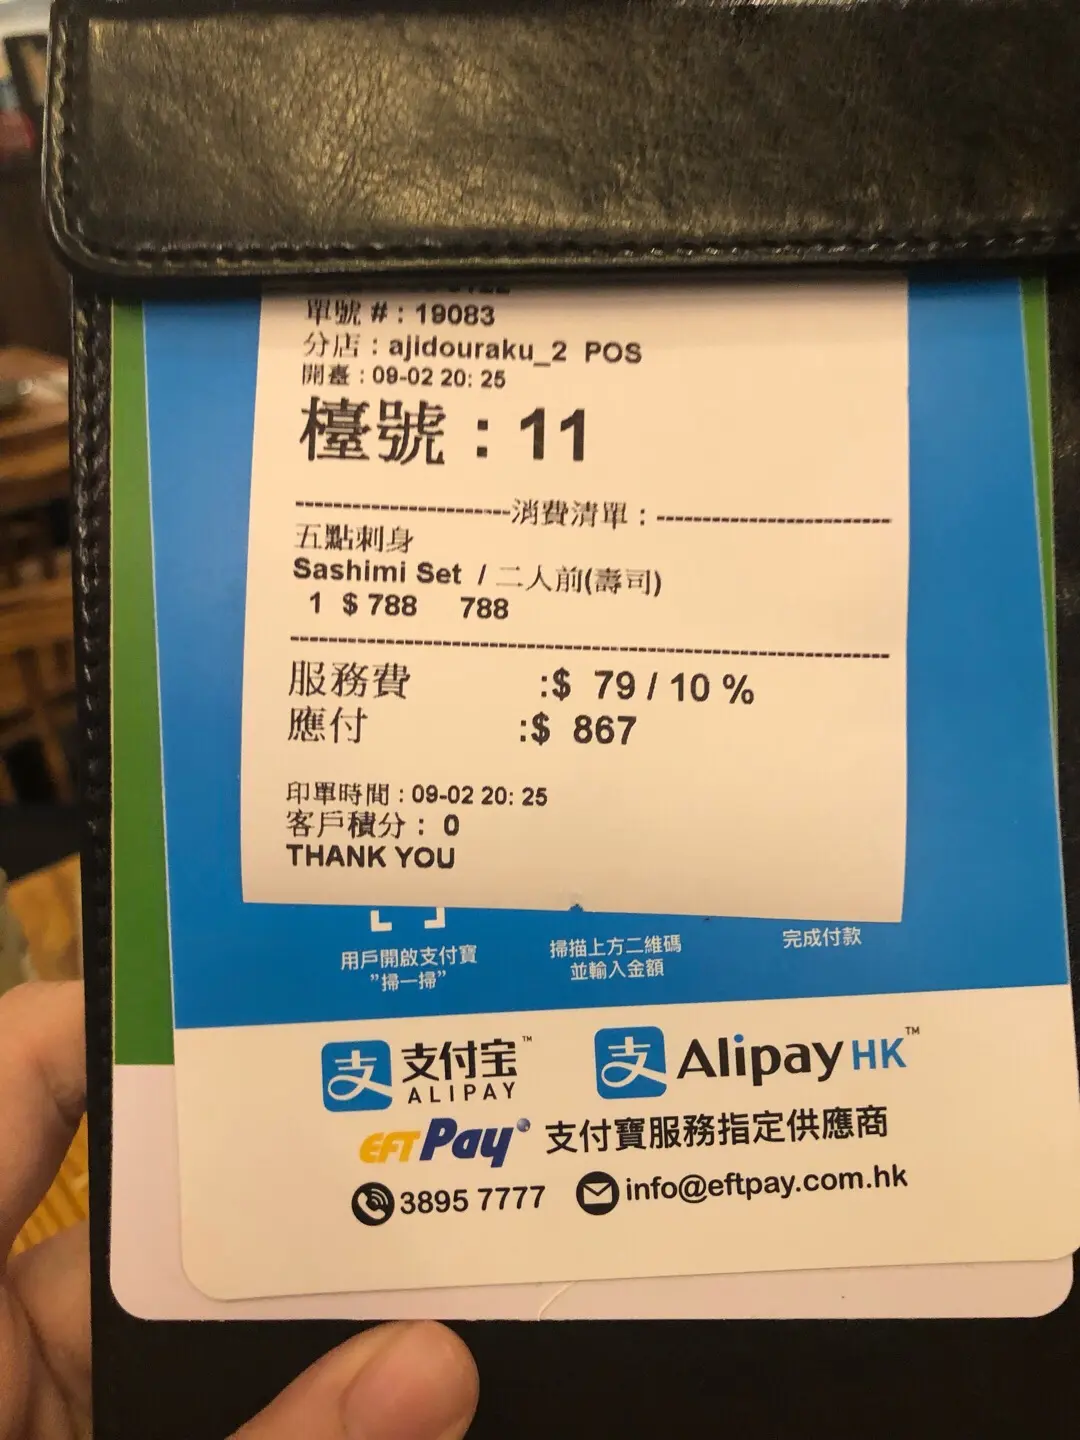 單號 # : 19083
分店 : ajidouraku_2 POS
開臺 : 09-02 20: 25
檯號 : 11
-----------------------消費清單 : -------------------------
五點刺身
Sashimi Set / 二人前(壽司)
1 $ 788 788
----------------------------------------------------------------
服務費 :$ 79 / 10 %
應付 :$ 867
印單時間 : 09-02 20: 25
客戶積分 : 0
THANK YOU
用戶開啟支付寶
"掃一掃"
掃描上方二維碼
並輸入金額
完成付款
支付宝™
ALIPAY
Alipay HK™
EFT Pay 支付寶服務指定供應商
3895 7777 info@eftpay.com.hk